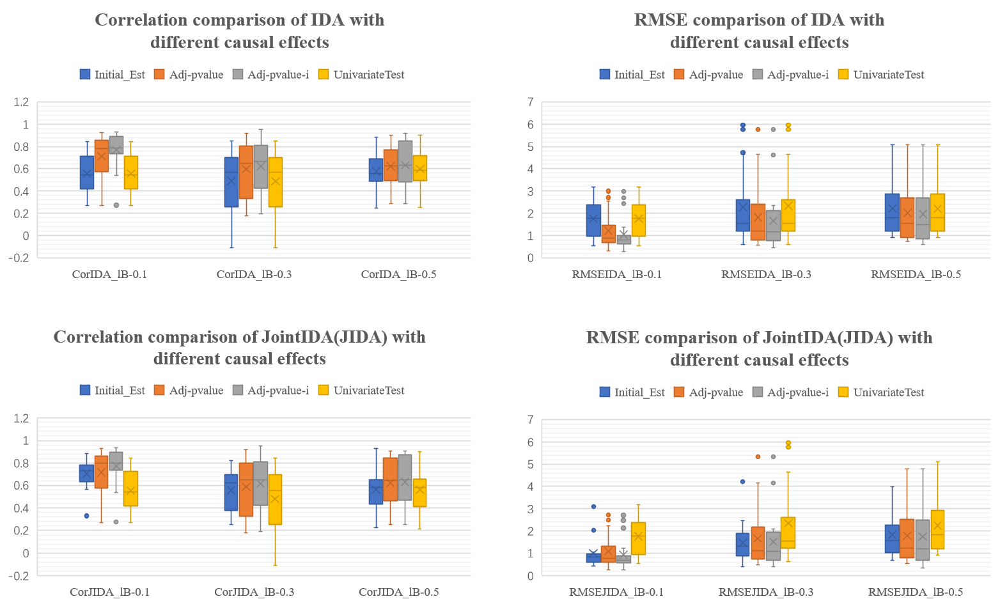 Correlation comparison of IDA with
different causal effects
Initial_Est Adj-pvalue Adj-pvalue-i UnivariateTest
1.2
1
0.8
0.6
0.4
0.2
0
-0.2
CorIDA_lB-0.1 CorIDA_lB-0.3 CorIDA_lB-0.5
RMSE comparison of IDA with
different causal effects
Initial_Est Adj-pvalue Adj-pvalue-i UnivariateTest
7
6
5
4
3
2
1
0
RMSEIDA_lB-0.1 RMSEIDA_lB-0.3 RMSEIDA_lB-0.5
Correlation comparison of JointIDA(JIDA) with
different causal effects
Initial_Est Adj-pvalue Adj-pvalue-i UnivariateTest
1.2
1
0.8
0.6
0.4
0.2
0
-0.2
CorJIDA_lB-0.1 CorJIDA_lB-0.3 CorJIDA_lB-0.5
RMSE comparison of JointIDA(JIDA) with
different causal effects
Initial_Est Adj-pvalue Adj-pvalue-i UnivariateTest
7
6
5
4
3
2
1
0
RMSEJIDA_lB-0.1 RMSEJIDA_lB-0.3 RMSEJIDA_lB-0.5